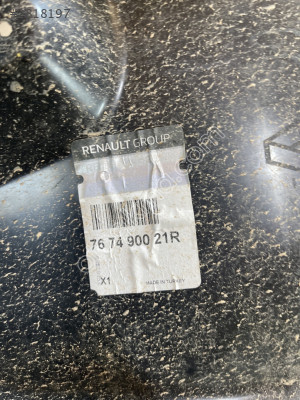 18197
RENAULT GROUP
76 74 900 21R
X1
MADE IN TURKEY